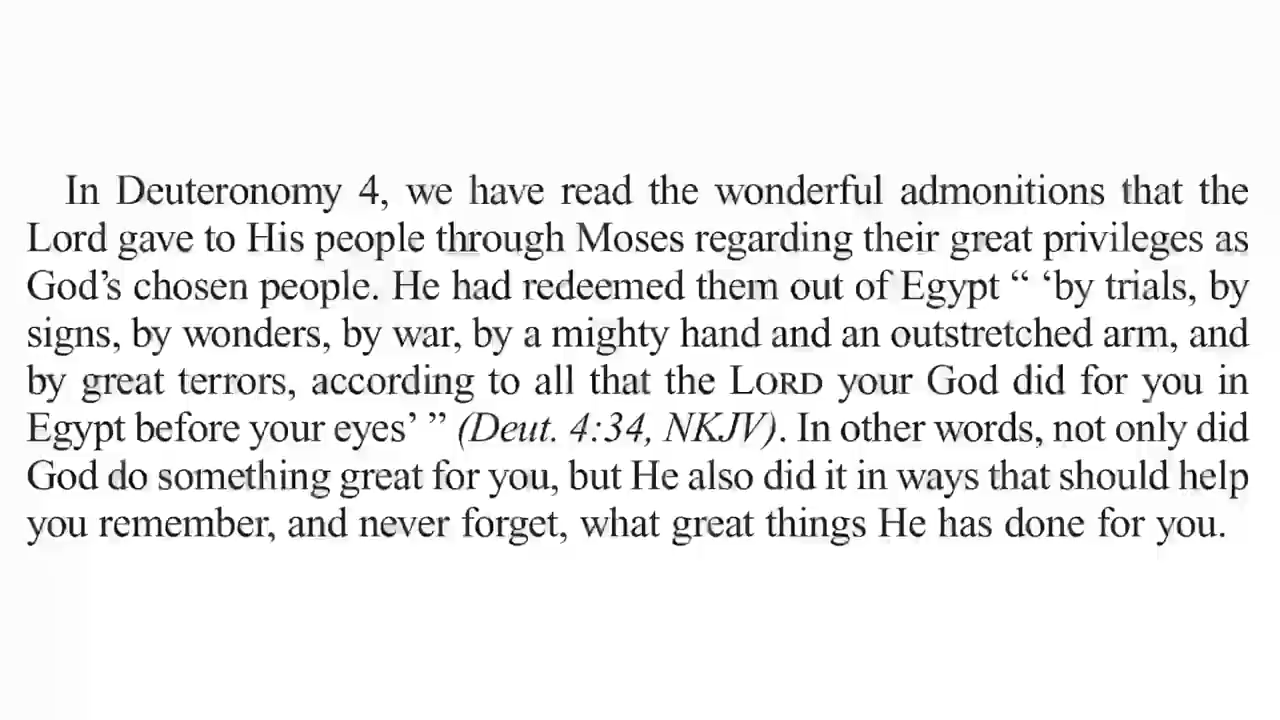 In Deuteronomy 4, we have read the wonderful admonitions that the
Lord gave to His people through Moses regarding their great privileges as
God’s chosen people. He had redeemed them out of Egypt “ ‘by trials, by
signs, by wonders, by war, by a mighty hand and an outstretched arm, and
by great terrors, according to all that the LORD your God did for you in
Egypt before your eyes’ ” (Deut. 4:34, NKJV). In other words, not only did
God do something great for you, but He also did it in ways that should help
you remember, and never forget, what great things He has done for you.